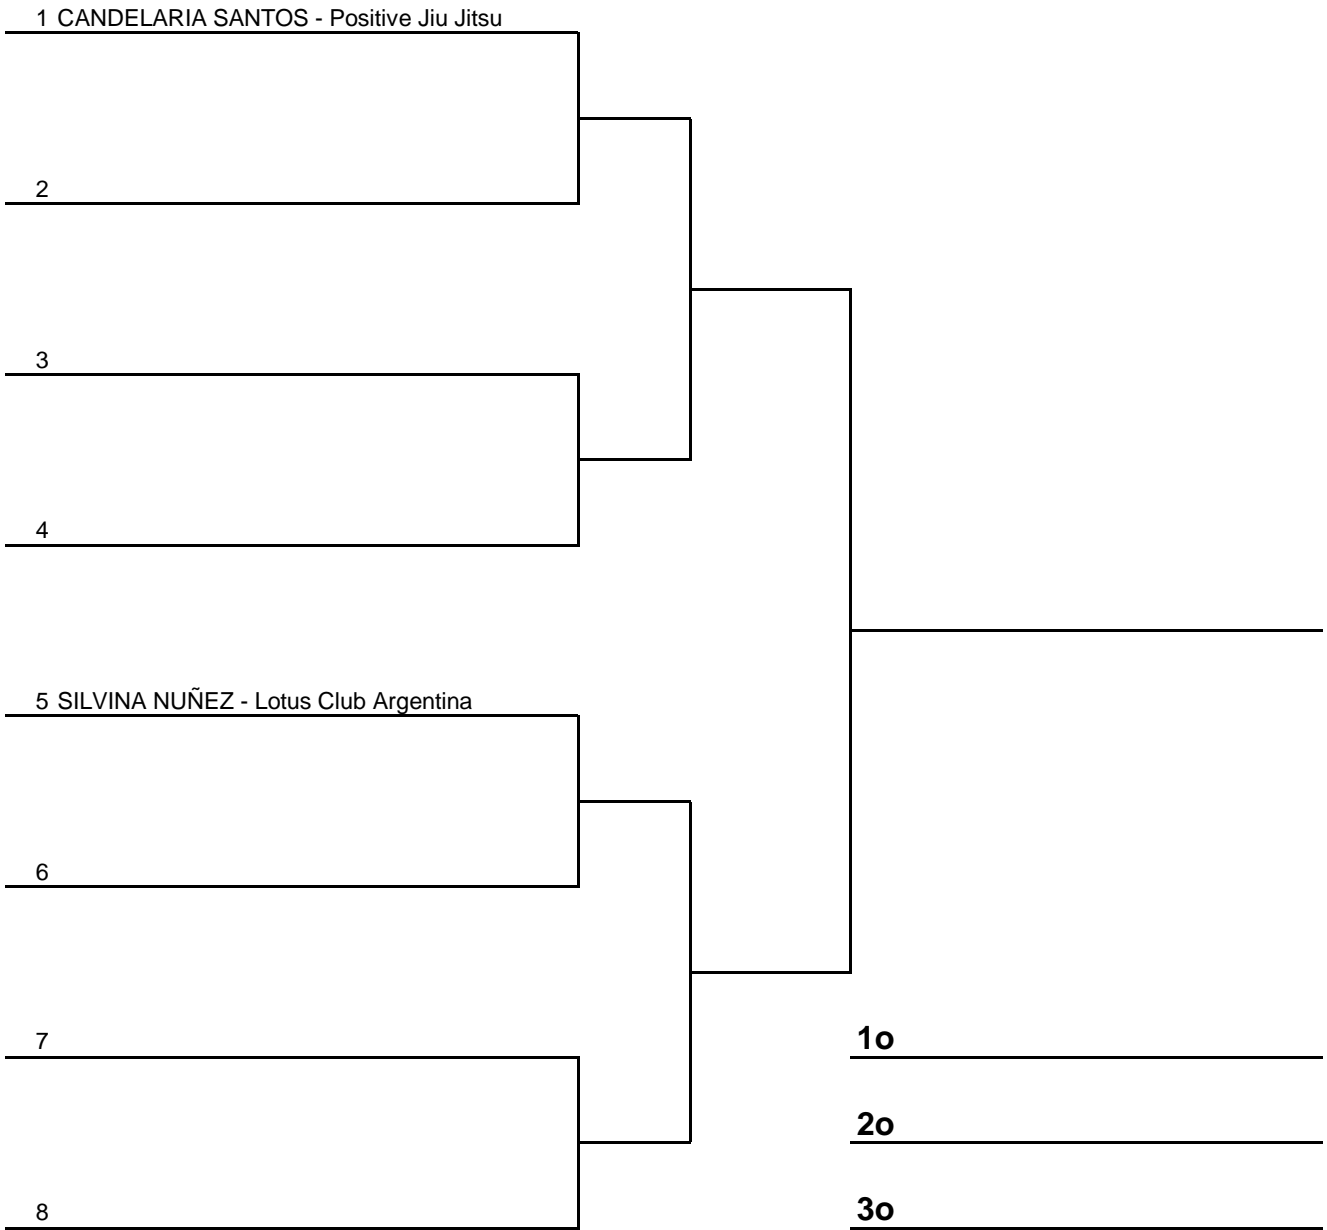 1 CANDELARIA SANTOS - Positive Jiu Jitsu
2
3
4
5 SILVINA NUÑEZ - Lotus Club Argentina
6
7
8
1o
2o
3o